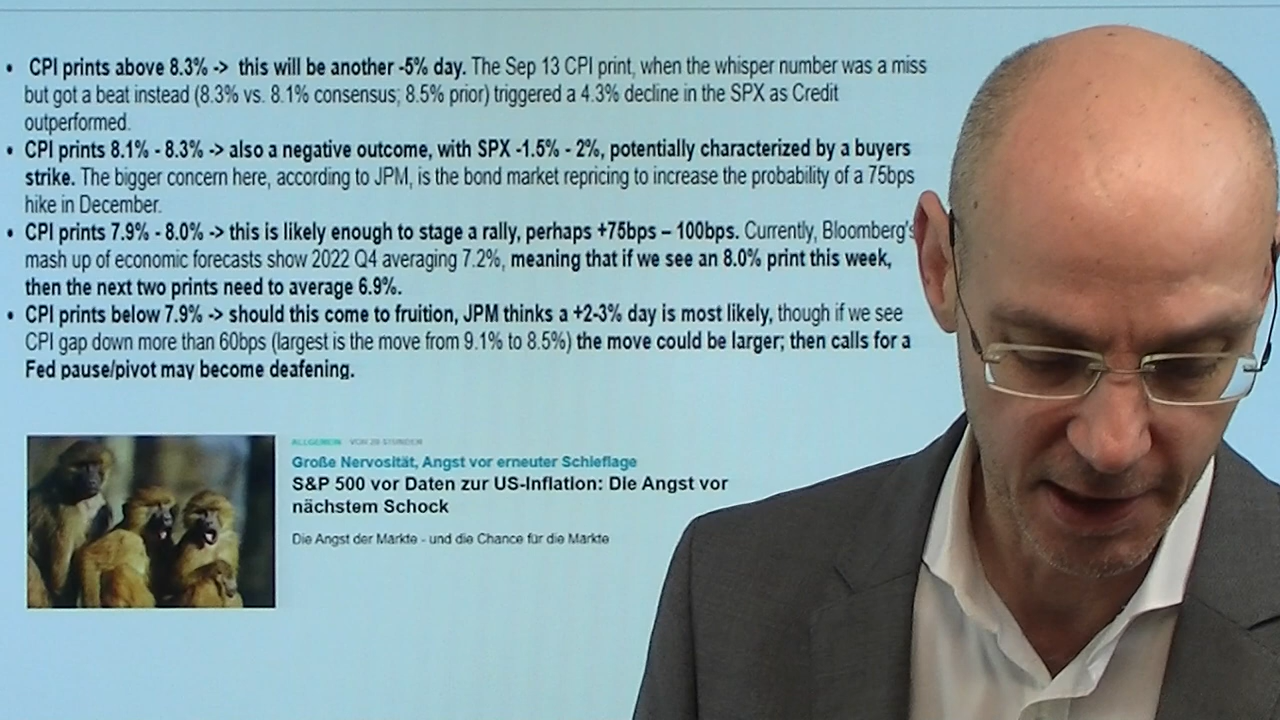 • CPI prints above 8.3% -> this will be another -5% day. The Sep 13 CPI print, when the whisper number was a miss
but got a beat instead (8.3% vs. 8.1% consensus; 8.5% prior) triggered a 4.3% decline in the SPX as Credit
outperformed.
• CPI prints 8.1% - 8.3% -> also a negative outcome, with SPX -1.5% - 2%, potentially characterized by a buyers
strike. The bigger concern here, according to JPM, is the bond market repricing to increase the probability of a 75bps
hike in December.
• CPI prints 7.9% - 8.0% -> this is likely enough to stage a rally, perhaps +75bps – 100bps. Currently, Bloomberg's
mash up of economic forecasts show 2022 Q4 averaging 7.2%, meaning that if we see an 8.0% print this week,
then the next two prints need to average 6.9%.
• CPI prints below 7.9% -> should this come to fruition, JPM thinks a +2-3% day is most likely, though if we see
CPI gap down more than 60bps (largest is the move from 9.1% to 8.5%) the move could be larger; then calls for a
Fed pause/pivot may become deafening.
ALLGEMEIN VOR 20 STUNDEN
Große Nervosität, Angst vor erneuter Schieflage
S&P 500 vor Daten zur US-Inflation: Die Angst vor
nächstem Schock
Die Angst der Märkte - und die Chance für die Märkte